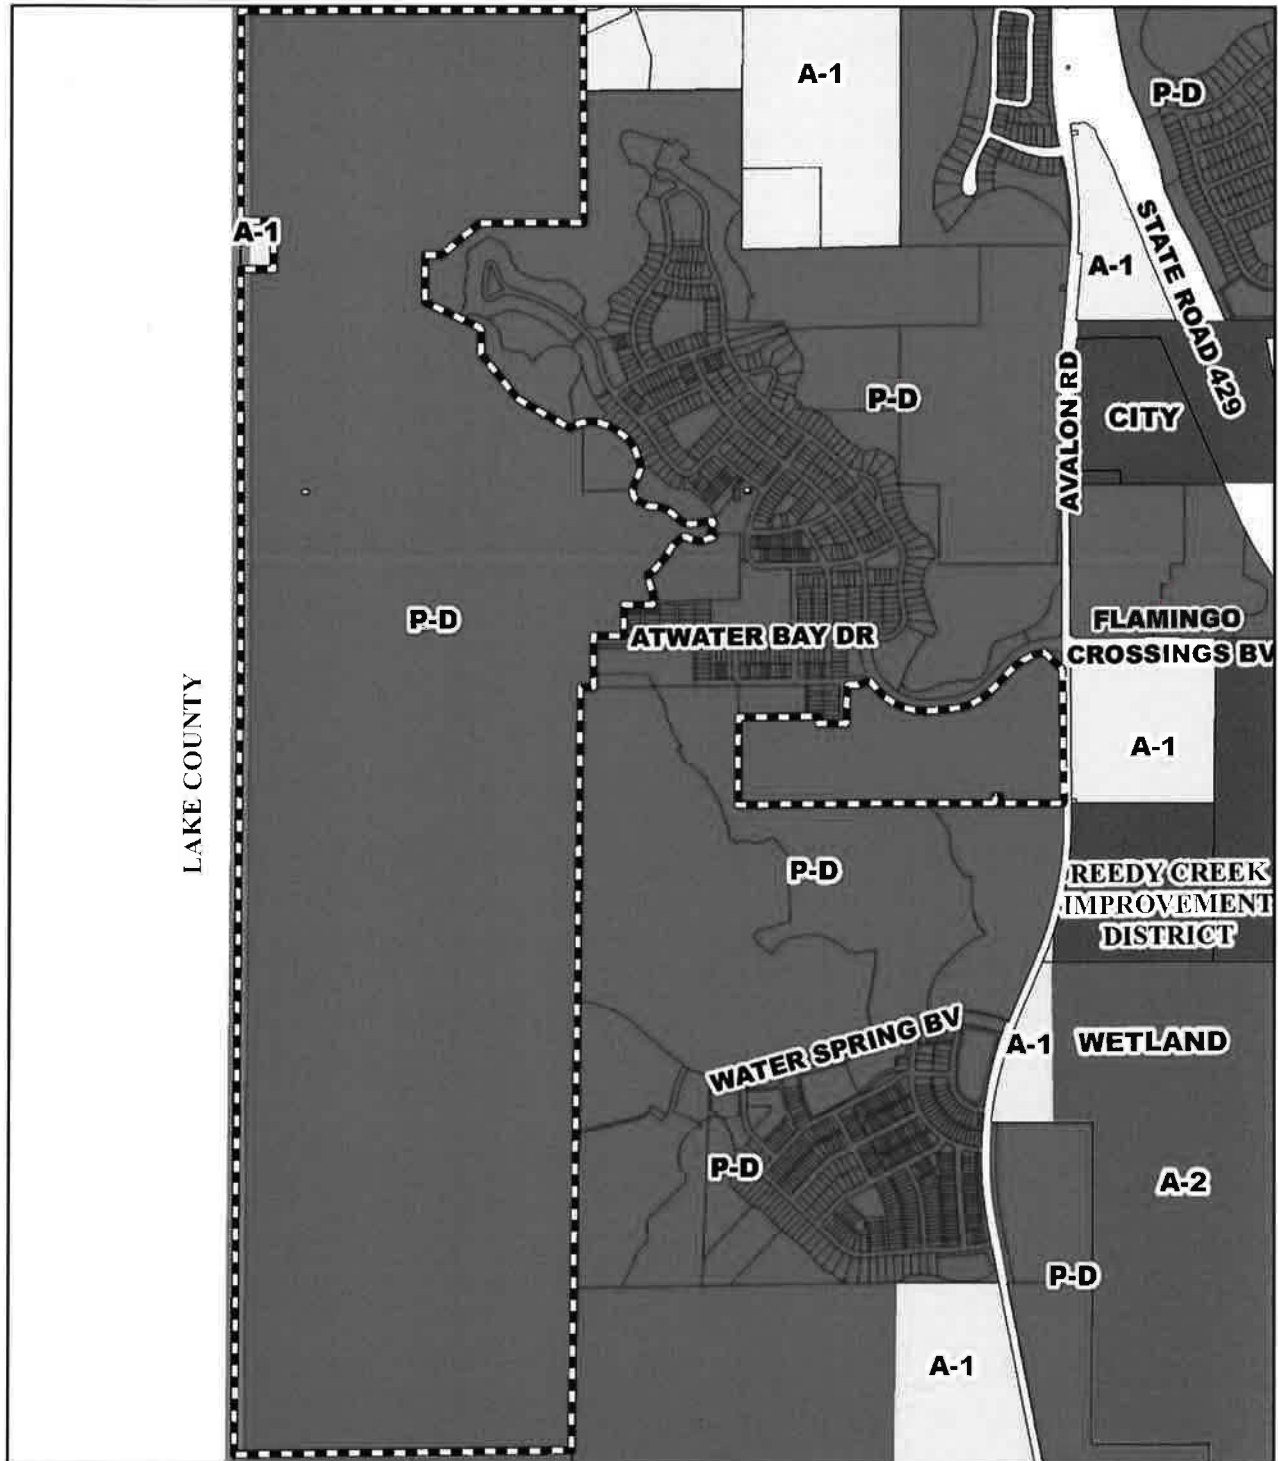 A-1
P-D
A-1
STATE ROAD 429
A-1
AVALON RD
P-D
CITY
P-D
FLAMINGO
CROSSINGS BV
ATWATER BAY DR
LAKE COUNTY
A-1
P-D
REEDY CREEK
IMPROVEMENT
DISTRICT
WATER SPRING BV
A-1
WETLAND
P-D
A-2
P-D
A-1